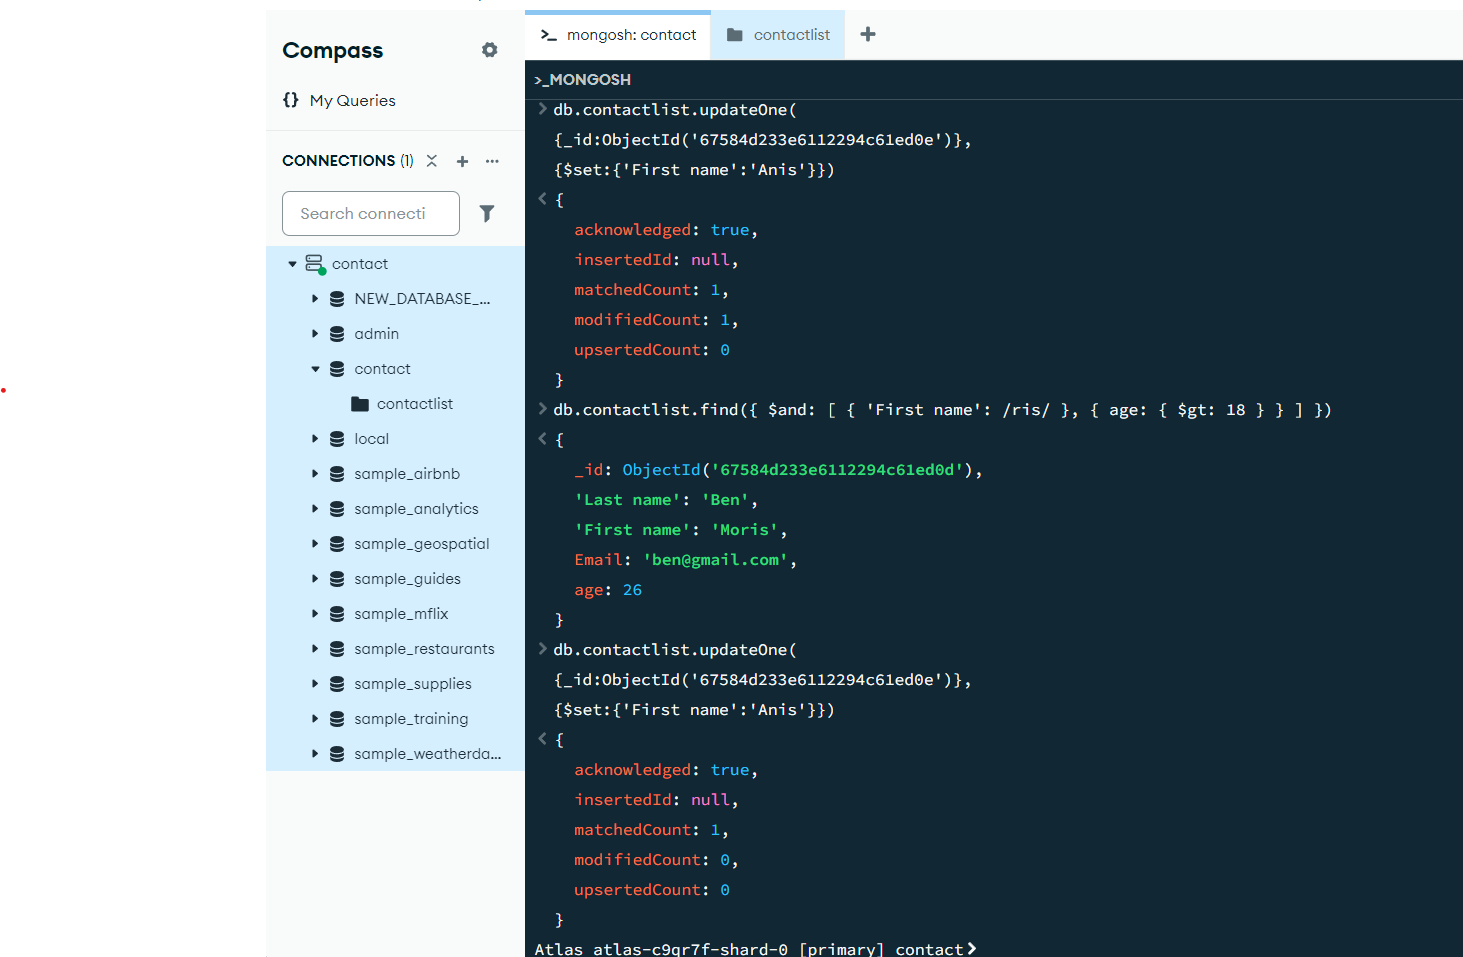 Compass
{} My Queries
CONNECTIONS (1)
Search connecti
contact
NEW_DATABASE_...
admin
contact
contactlist
local
sample_airbnb
sample_analytics
sample_geospatial
sample_guides
sample_mflix
sample_restaurants
sample_supplies
sample_training
sample_weatherda...
>_ mongosh: contact
contactlist
>_MONGOSH
> db.contactlist.updateOne(
{_id:ObjectId('67584d233e6112294c61ed0e')},
{$set:{'First name':'Anis'}})
< {
acknowledged: true,
insertedId: null,
matchedCount: 1,
modifiedCount: 1,
upsertedCount: 0
}
> db.contactlist.find({ $and: [ { 'First name': /ris/ }, { age: { $gt: 18 } } ] })
< {
_id: ObjectId('67584d233e6112294c61ed0d'),
'Last name': 'Ben',
'First name': 'Moris',
Email: 'ben@gmail.com',
age: 26
}
> db.contactlist.updateOne(
{_id:ObjectId('67584d233e6112294c61ed0e')},
{$set:{'First name':'Anis'}})
< {
acknowledged: true,
insertedId: null,
matchedCount: 1,
modifiedCount: 0,
upsertedCount: 0
}
Atlas atlas-c9qr7f-shard-0 [primary] contact>